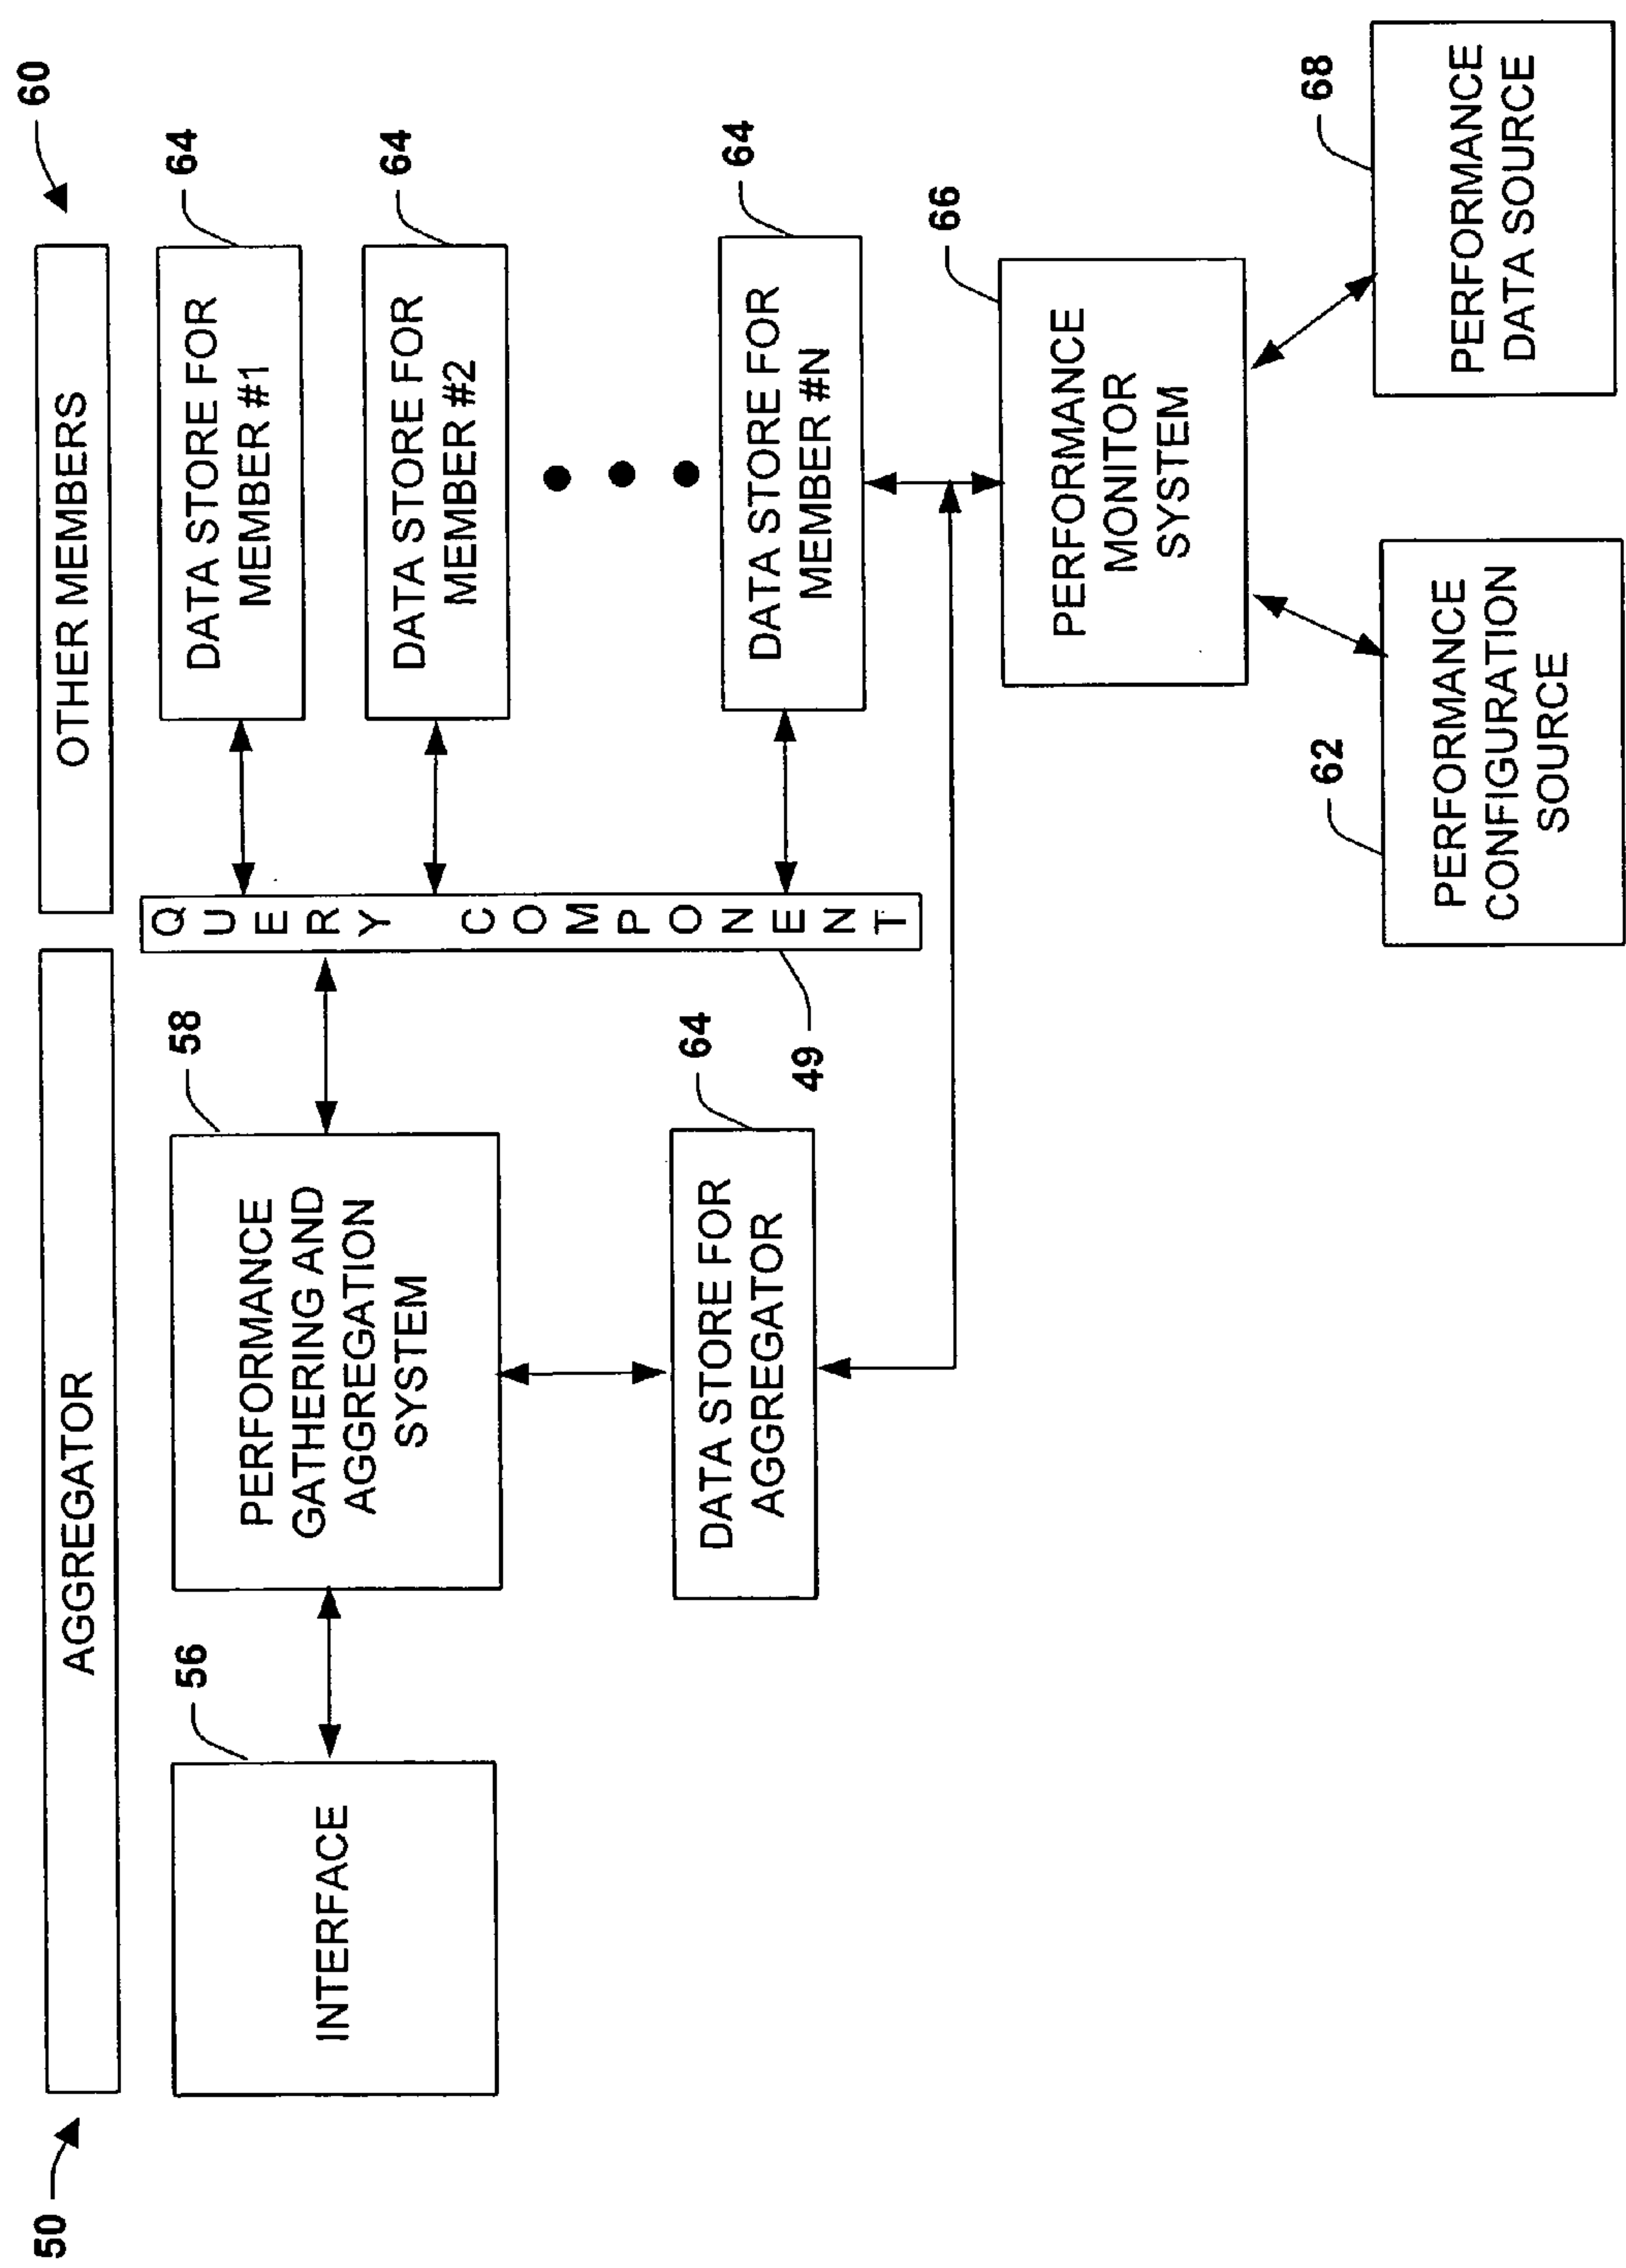 50
AGGREGATOR
OTHER MEMBERS
60
56
INTERFACE
58
PERFORMANCE
GATHERING AND
AGGREGATION
SYSTEM
64
DATA STORE FOR
AGGREGATOR
QUERY COMPONENT
49
64
DATA STORE FOR
MEMBER #1
64
DATA STORE FOR
MEMBER #2
64
DATA STORE FOR
MEMBER #N
66
PERFORMANCE
MONITOR
SYSTEM
62
PERFORMANCE
CONFIGURATION
SOURCE
68
PERFORMANCE
DATA SOURCE